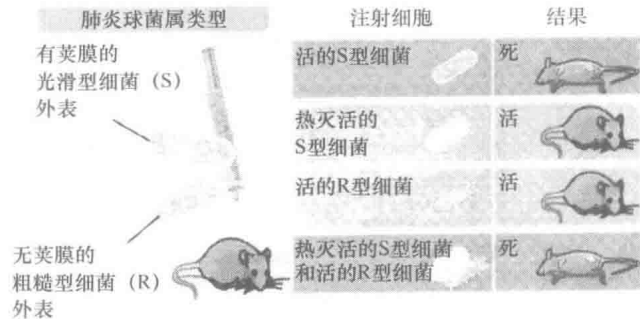 肺炎球菌属类型
注射细胞
结果
有荚膜的
光滑型细菌 (S)
外表
无荚膜的
粗糙型细菌 (R)
外表
活的S型细菌
死
热灭活的
S型细菌
活
活的R型细菌
活
热灭活的S型细菌
和活的R型细菌
死